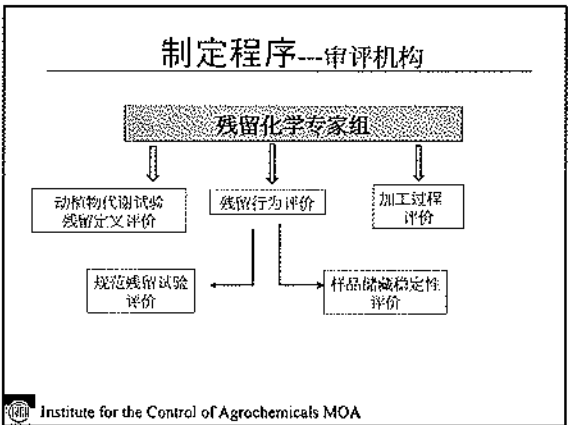 制定程序---审评机构
残留化学专家组
动植物代谢试验
残留定义评价
残留行为评价
加工过程
评价
规范残留试验
评价
样品储藏稳定性
评价
Institute for the Control of Agrochemicals MOA